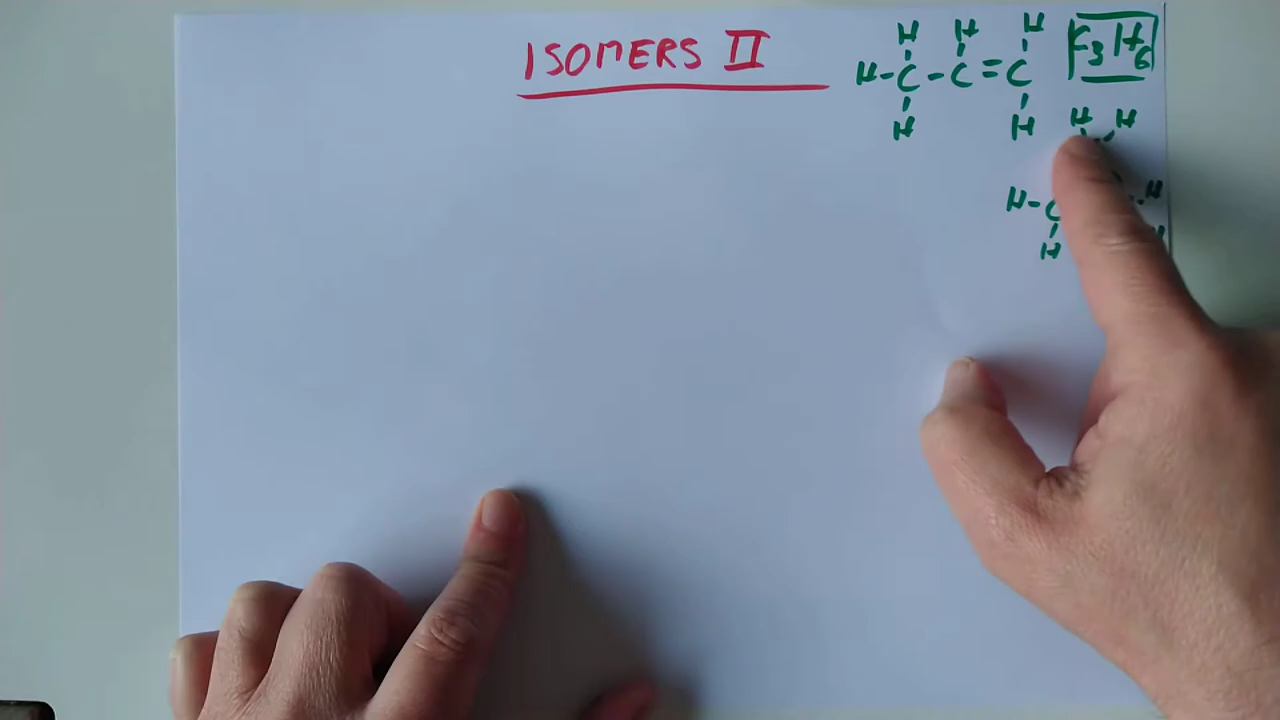 ISOMERS II
H H H
H-C-C=C C3H6
H H
H H
H-C H
H